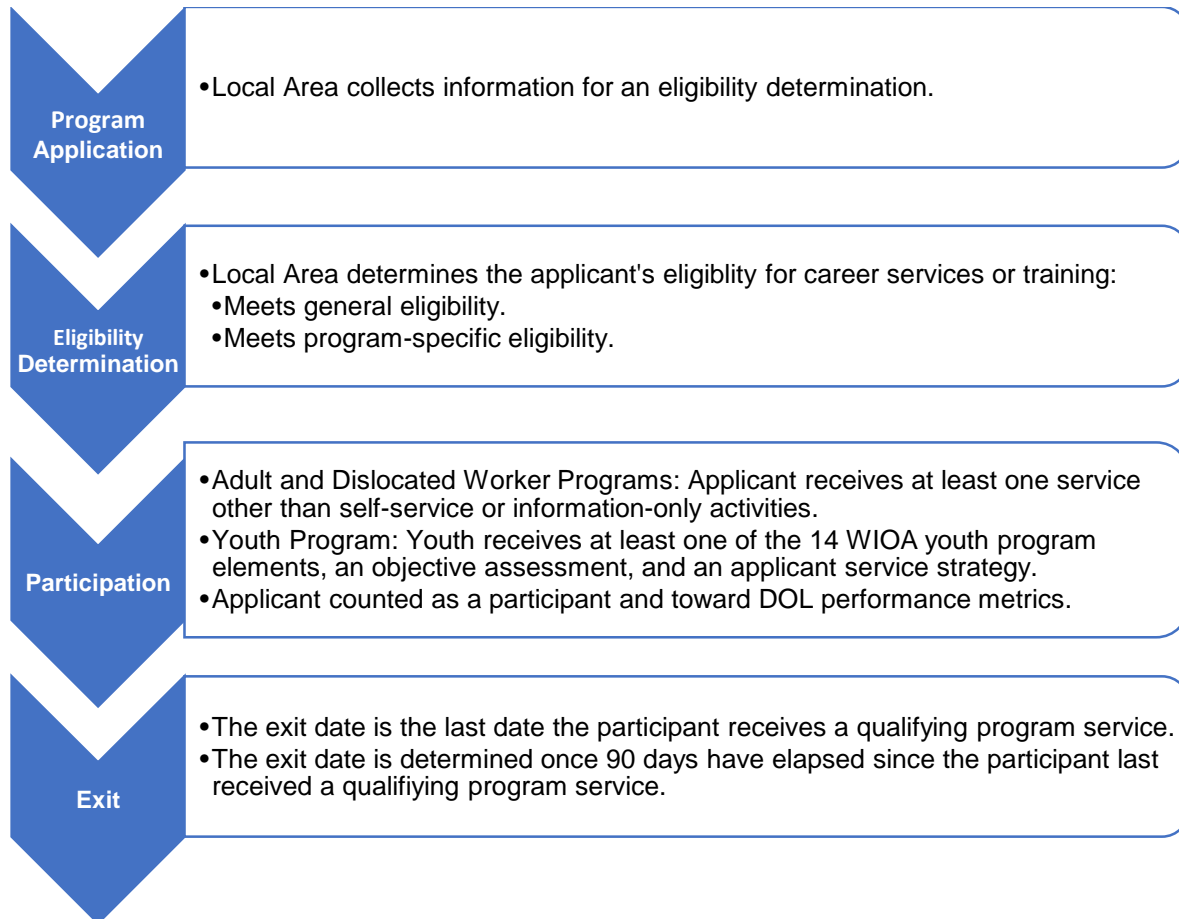 Program
Application
•Local Area collects information for an eligibility determination.
Eligibility
Determination
•Local Area determines the applicant's eligiblity for career services or training:
•Meets general eligibility.
•Meets program-specific eligibility.
Participation
•Adult and Dislocated Worker Programs: Applicant receives at least one service
other than self-service or information-only activities.
•Youth Program: Youth receives at least one of the 14 WIOA youth program
elements, an objective assessment, and an applicant service strategy.
•Applicant counted as a participant and toward DOL performance metrics.
Exit
•The exit date is the last date the participant receives a qualifying program service.
•The exit date is determined once 90 days have elapsed since the participant last
received a qualifiying program service.